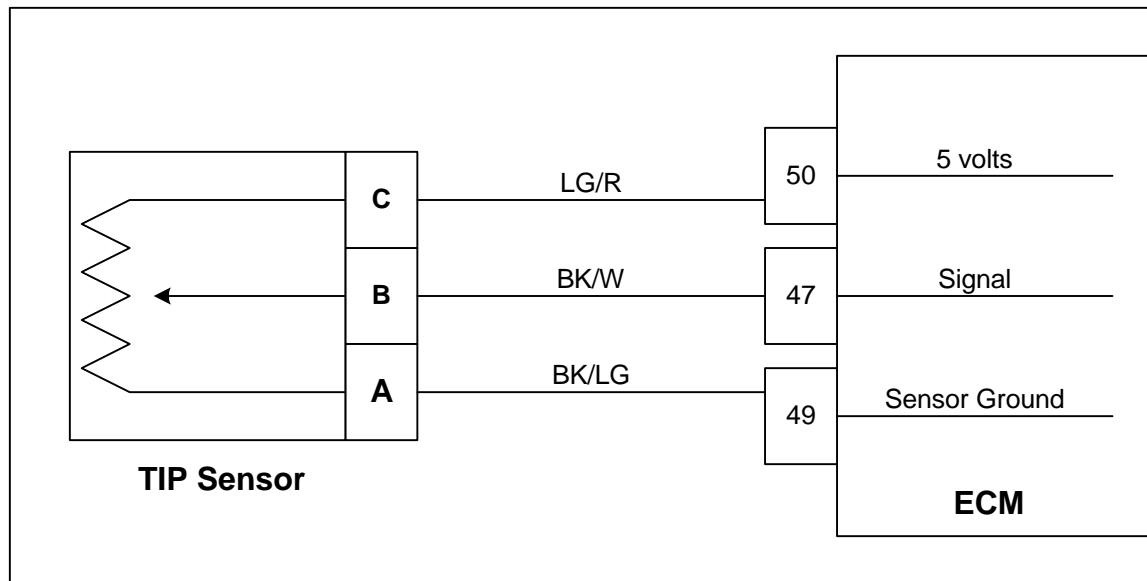 C
LG/R
50
5 volts
B
BK/W
47
Signal
A
BK/LG
49
Sensor Ground
TIP Sensor
ECM